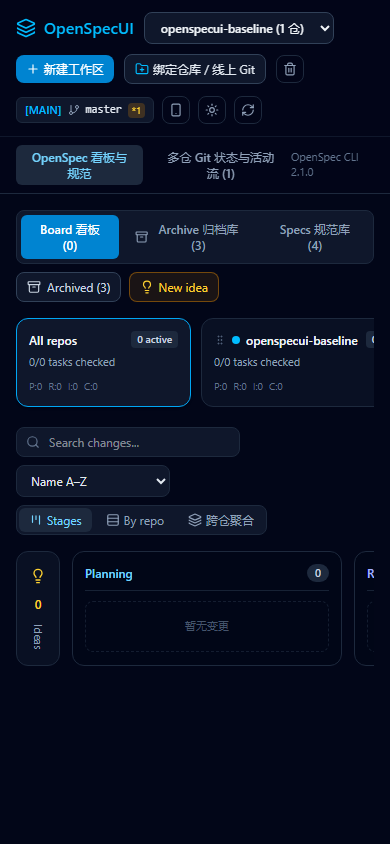 OpenSpecUI
openspecui-baseline (1 仓)
新建工作区
绑定仓库 / 线上 Git
[MAIN] master *1
OpenSpec 看板与
规范
多仓 Git 状态与活动
流 (1)
OpenSpec CLI
2.1.0
Board 看板
(0)
Archive 归档库
(3)
Specs 规范库
(4)
Archived (3)
New idea
All repos
0 active
0/0 tasks checked
P:0 R:0 I:0 C:0
openspecui-baseline
0/0 tasks checked
P:0 R:0 I:0 C:0
Search changes...
Name A–Z
Stages
By repo
跨仓聚合
0
Ideas
Planning
0
暂无变更
R